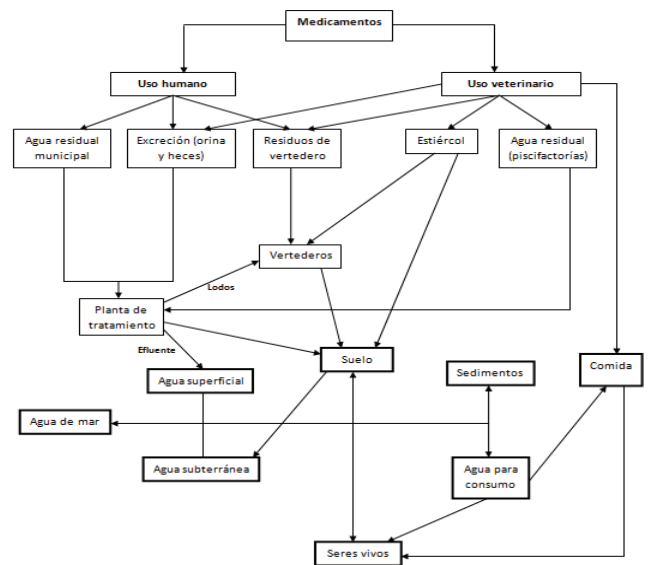 Medicamentos
Uso humano
Uso veterinario
Agua residual
municipal
Excreción (orina
y heces)
Residuos de
vertedero
Estiércol
Agua residual
(piscifactorías)
Vertederos
Lodos
Planta de
tratamiento
Efluente
Suelo
Sedimentos
Comida
Agua superficial
Agua de mar
Agua subterránea
Agua para
consumo
Seres vivos